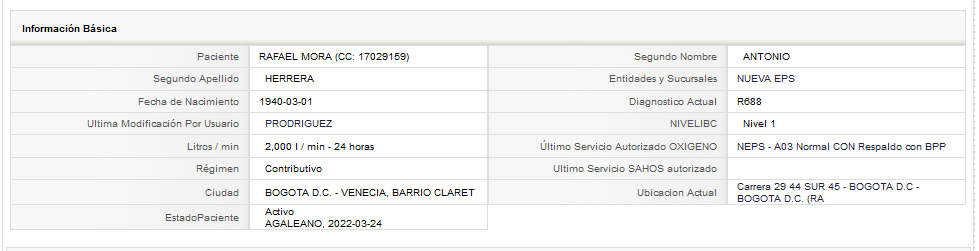 Información Básica
Paciente RAFAEL MORA (CC: 17029159) Segundo Nombre ANTONIO
Segundo Apellido HERRERA Entidades y Sucursales NUEVA EPS
Fecha de Nacimiento 1940-03-01 Diagnostico Actual R688
Ultima Modificación Por Usuario PRODRIGUEZ NIVELIBC Nivel 1
Litros / min 2,000 l / min - 24 horas Último Servicio Autorizado OXIGENO NEPS - A03 Normal CON Respaldo con BPP
Régimen Contributivo Ultimo Servicio SAHOS autorizado
Ciudad BOGOTA D.C. - VENECIA, BARRIO CLARET Ubicacion Actual Carrera 29 44 SUR 45 - BOGOTA D.C -
BOGOTA D.C. (RA
EstadoPaciente Activo
AGALEANO, 2022-03-24